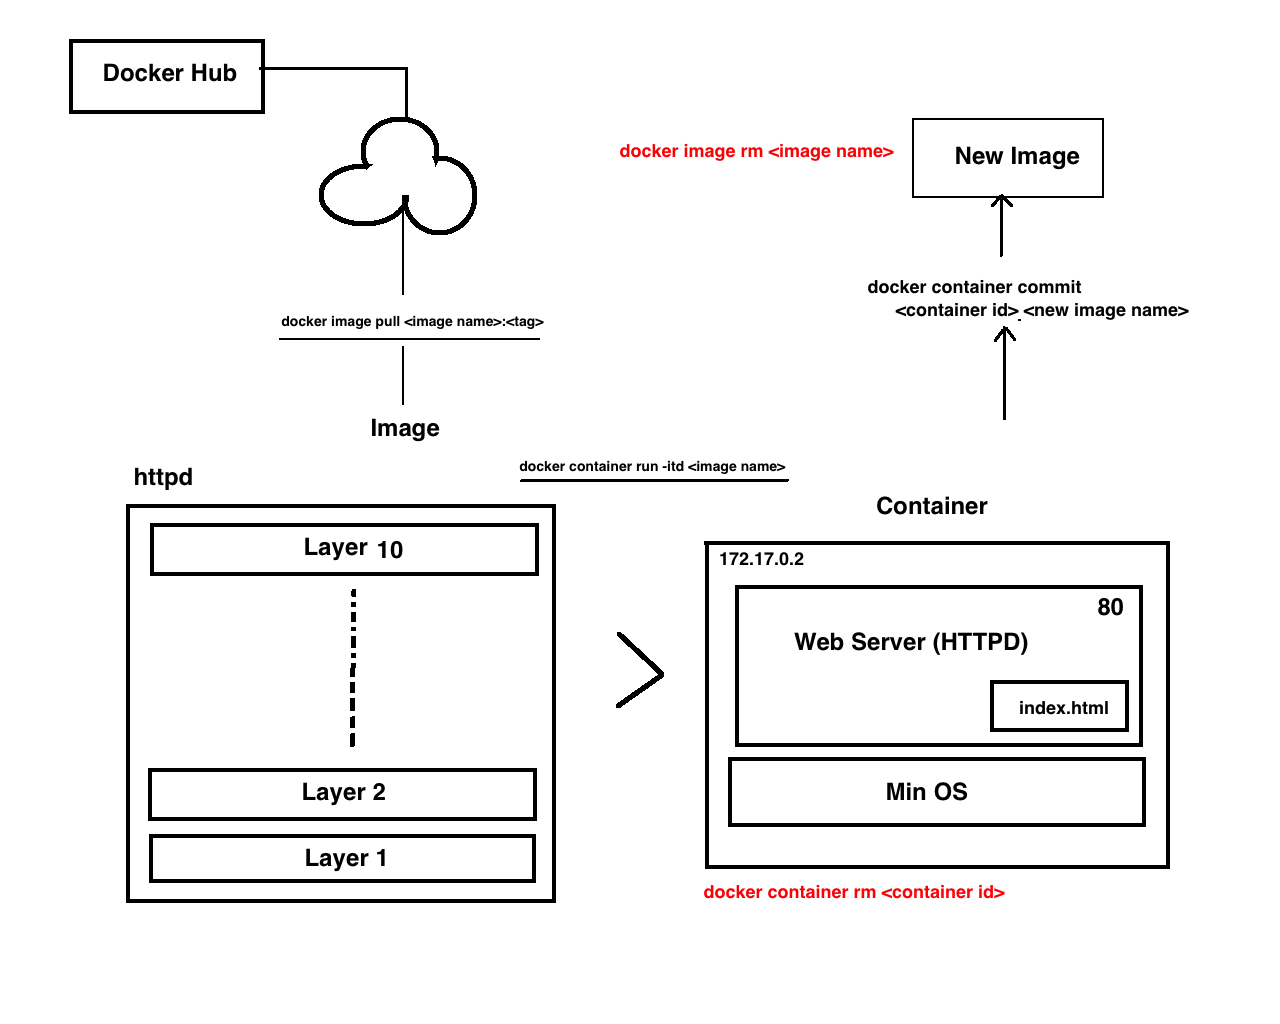 Docker Hub
docker image rm <image name>
New Image
docker container commit
<container id> <new image name>
docker image pull <image name>:<tag>
Image
docker container run -itd <image name>
httpd
Container
Layer 10
172.17.0.2
80
Web Server (HTTPD)
index.html
Layer 2
Min OS
Layer 1
docker container rm <container id>